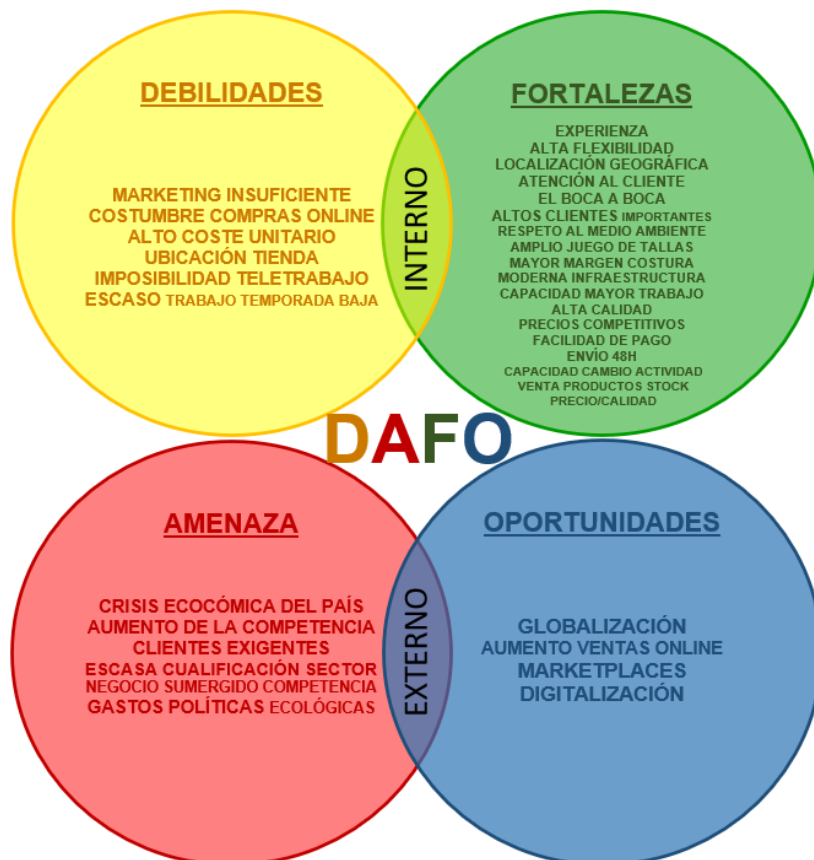 DEBILIDADES
MARKETING INSUFICIENTE
COSTUMBRE COMPRAS ONLINE
ALTO COSTE UNITARIO
UBICACIÓN TIENDA
IMPOSIBILIDAD TELETRABAJO
ESCASO TRABAJO TEMPORADA BAJA
INTERNO
FORTALEZAS
EXPERIENZA
ALTA FLEXIBILIDAD
LOCALIZACIÓN GEOGRÁFICA
ATENCIÓN AL CLIENTE
EL BOCA A BOCA
ALTOS CLIENTES IMPORTANTES
RESPETO AL MEDIO AMBIENTE
AMPLIO JUEGO DE TALLAS
MAYOR MARGEN COSTURA
MODERNA INFRAESTRUCTURA
CAPACIDAD MAYOR TRABAJO
ALTA CALIDAD
PRECIOS COMPETITIVOS
FACILIDAD DE PAGO
ENVÍO 48H
CAPACIDAD CAMBIO ACTIVIDAD
VENTA PRODUCTOS STOCK
PRECIO/CALIDAD
DAFO
AMENAZA
CRISIS ECOCÓMICA DEL PAÍS
AUMENTO DE LA COMPETENCIA
CLIENTES EXIGENTES
ESCASA CUALIFICACIÓN SECTOR
NEGOCIO SUMERGIDO COMPETENCIA
GASTOS POLÍTICAS ECOLÓGICAS
EXTERNO
OPORTUNIDADES
GLOBALIZACIÓN
AUMENTO VENTAS ONLINE
MARKETPLACES
DIGITALIZACIÓN